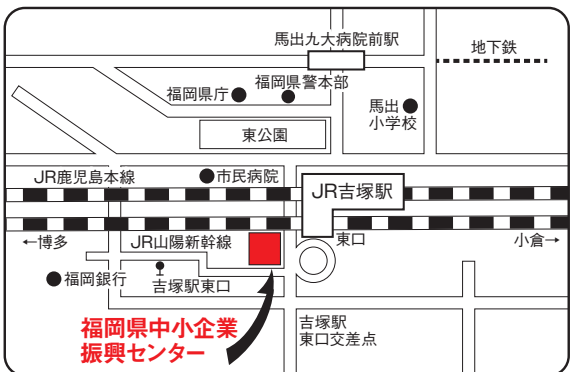 馬出九大病院前駅
地下鉄
福岡県警本部
福岡県庁
馬出
小学校
東公園
JR鹿児島本線
市民病院
JR吉塚駅
←博多
JR山陽新幹線
東口
小倉→
福岡銀行
吉塚駅東口
福岡県中小企業
振興センター
吉塚駅
東口交差点